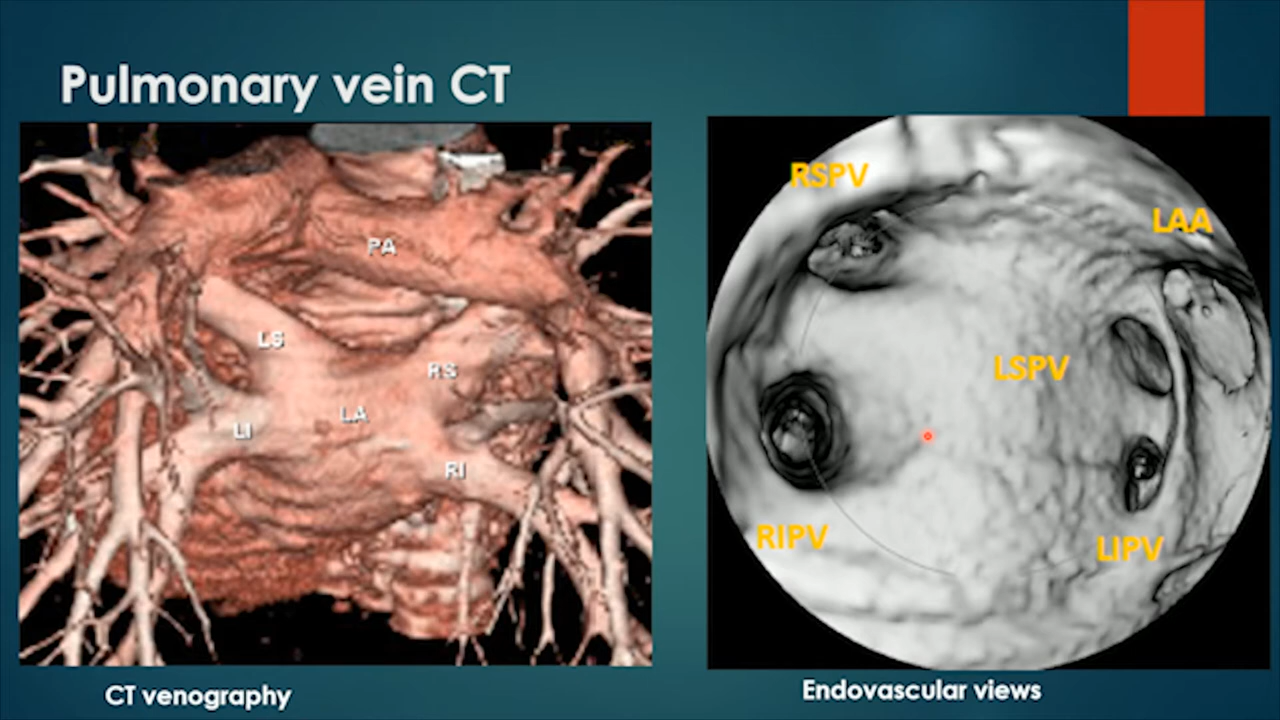 Pulmonary vein CT
PA
LS
RS
LA
LI
RI
CT venography
RSPV
LAA
LSPV
RIPV
LIPV
Endovascular views